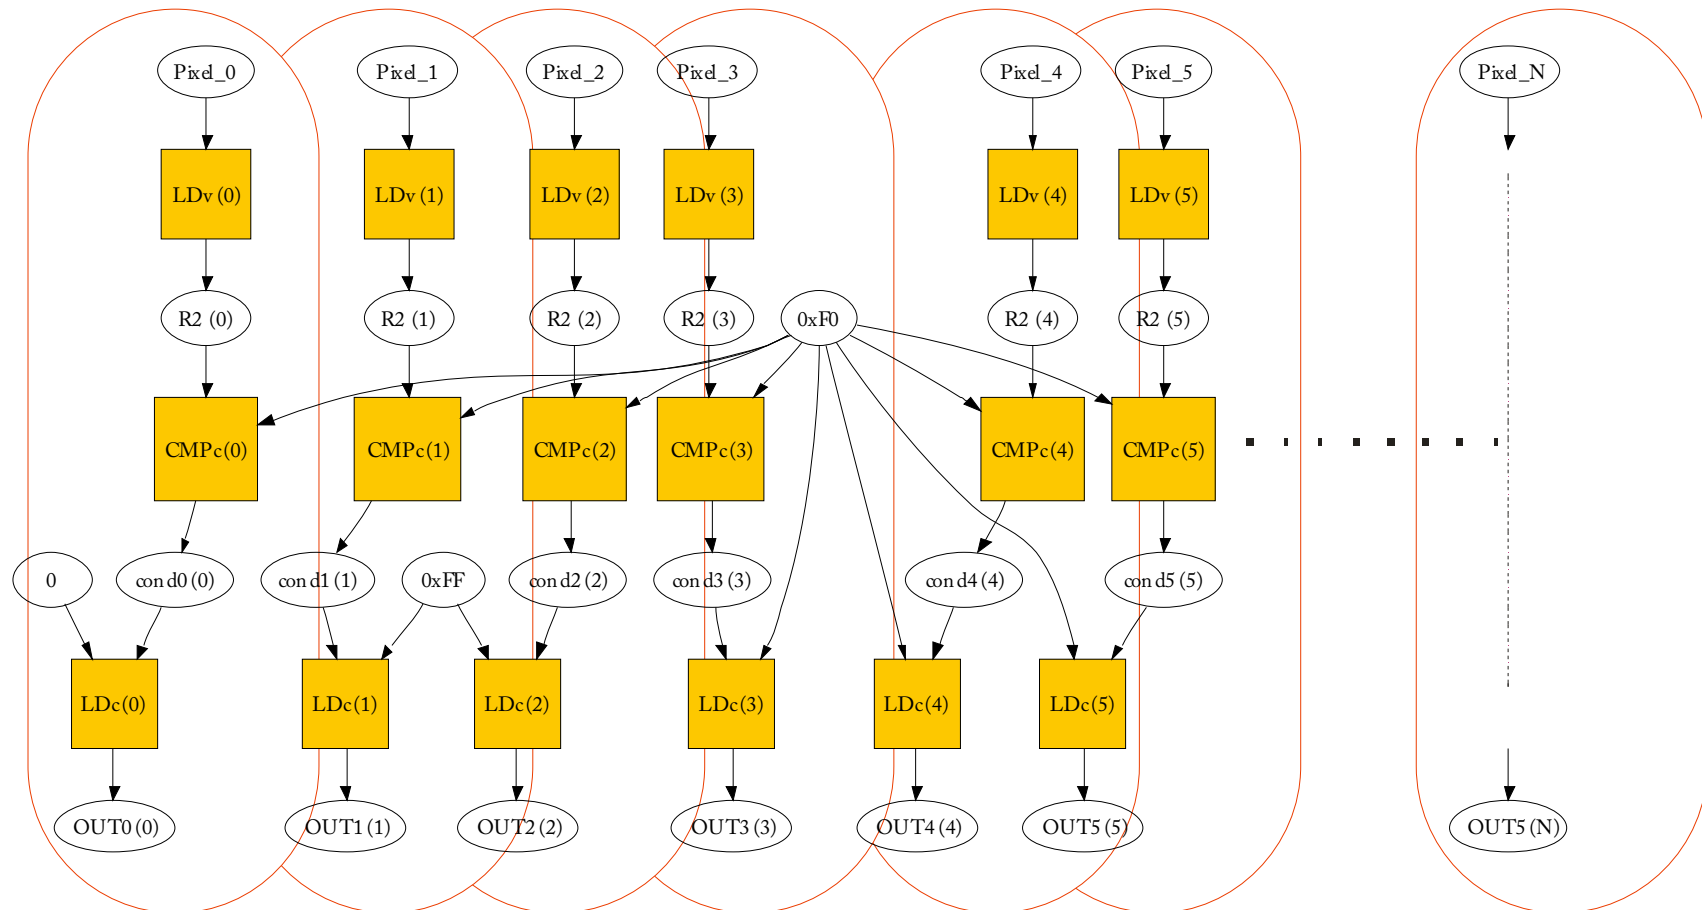 Pixel_0
Pixel_1
Pixel_2
Pixel_3
Pixel_4
Pixel_5
Pixel_N
LDv (0)
LDv (1)
LDv (2)
LDv (3)
LDv (4)
LDv (5)
R2 (0)
R2 (1)
R2 (2)
R2 (3)
0xF0
R2 (4)
R2 (5)
CMPc(0)
CMPc(1)
CMPc(2)
CMPc(3)
CMPc(4)
CMPc(5)
0
cond0 (0)
cond1 (1)
0xFF
cond2 (2)
cond3 (3)
cond4 (4)
cond5 (5)
LDc(0)
LDc(1)
LDc(2)
LDc(3)
LDc(4)
LDc(5)
OUT0 (0)
OUT1 (1)
OUT2 (2)
OUT3 (3)
OUT4 (4)
OUT5 (5)
OUT5 (N)